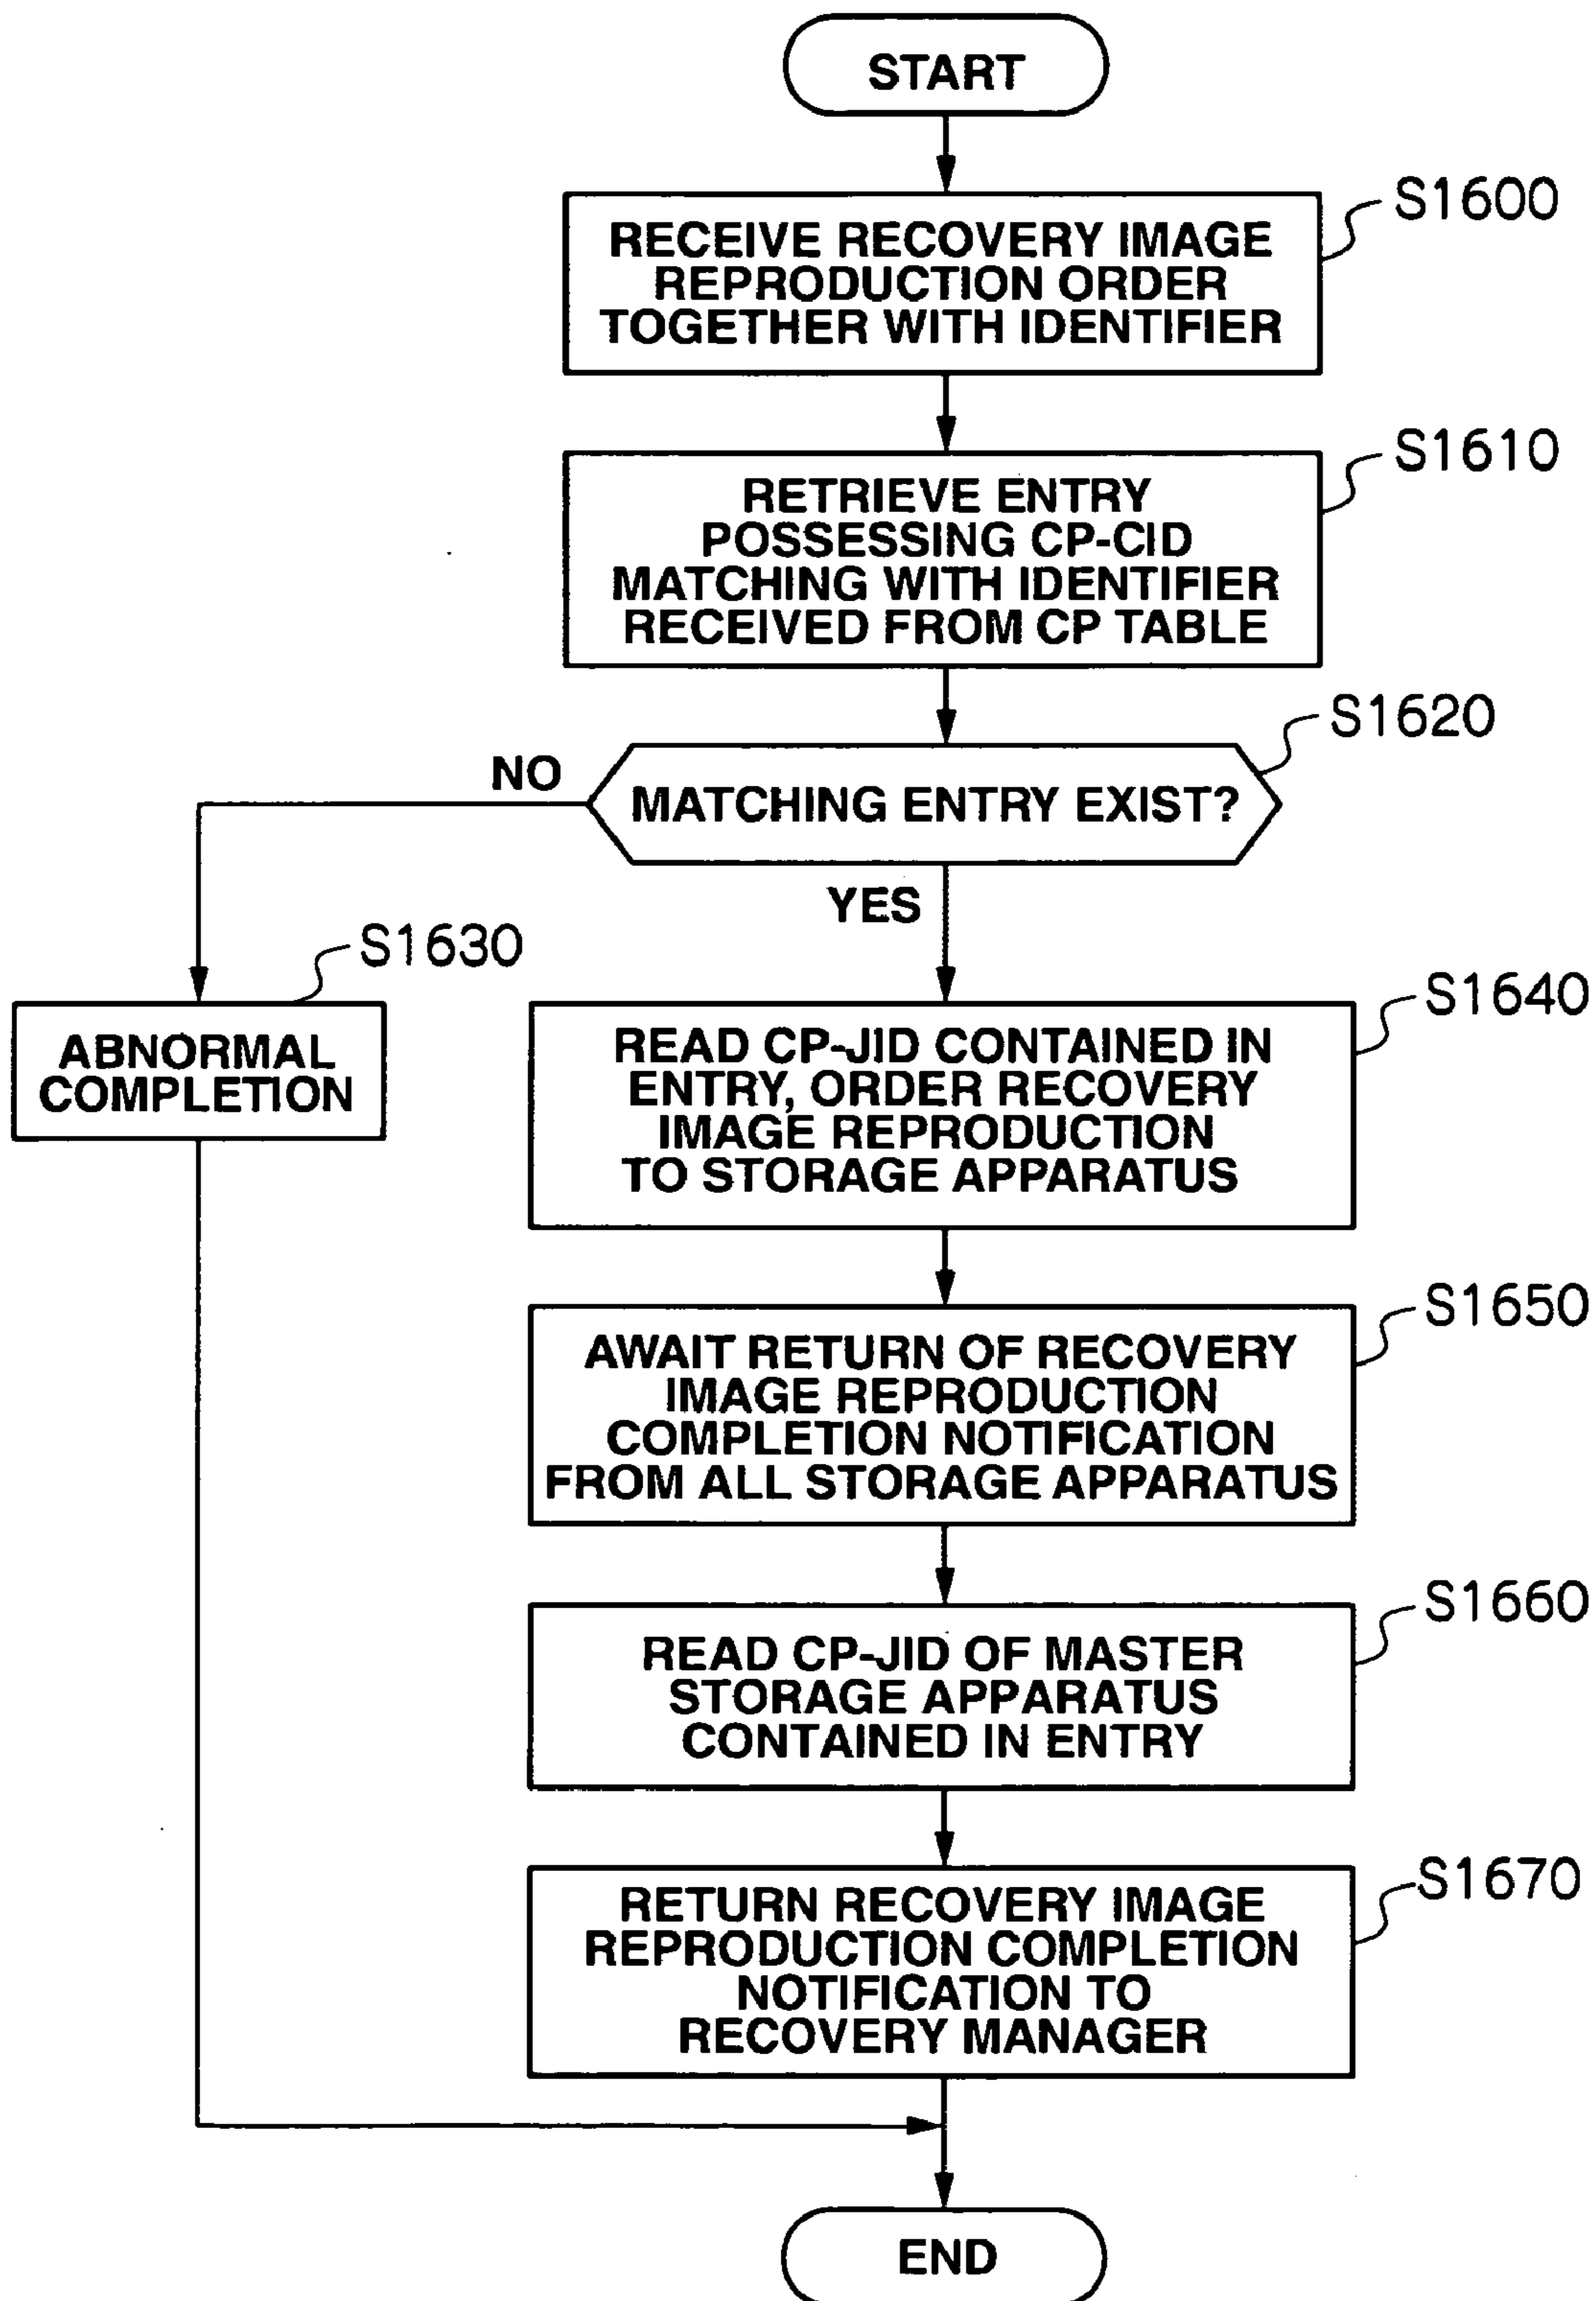 START
S1600
RECEIVE RECOVERY IMAGE
REPRODUCTION ORDER
TOGETHER WITH IDENTIFIER
S1610
RETRIEVE ENTRY
POSSESSING CP-CID
MATCHING WITH IDENTIFIER
RECEIVED FROM CP TABLE
S1620
NO
MATCHING ENTRY EXIST?
YES
S1630
ABNORMAL
COMPLETION
S1640
READ CP-JID CONTAINED IN
ENTRY, ORDER RECOVERY
IMAGE REPRODUCTION
TO STORAGE APPARATUS
S1650
AWAIT RETURN OF RECOVERY
IMAGE REPRODUCTION
COMPLETION NOTIFICATION
FROM ALL STORAGE APPARATUS
S1660
READ CP-JID OF MASTER
STORAGE APPARATUS
CONTAINED IN ENTRY
S1670
RETURN RECOVERY IMAGE
REPRODUCTION COMPLETION
NOTIFICATION TO
RECOVERY MANAGER
END